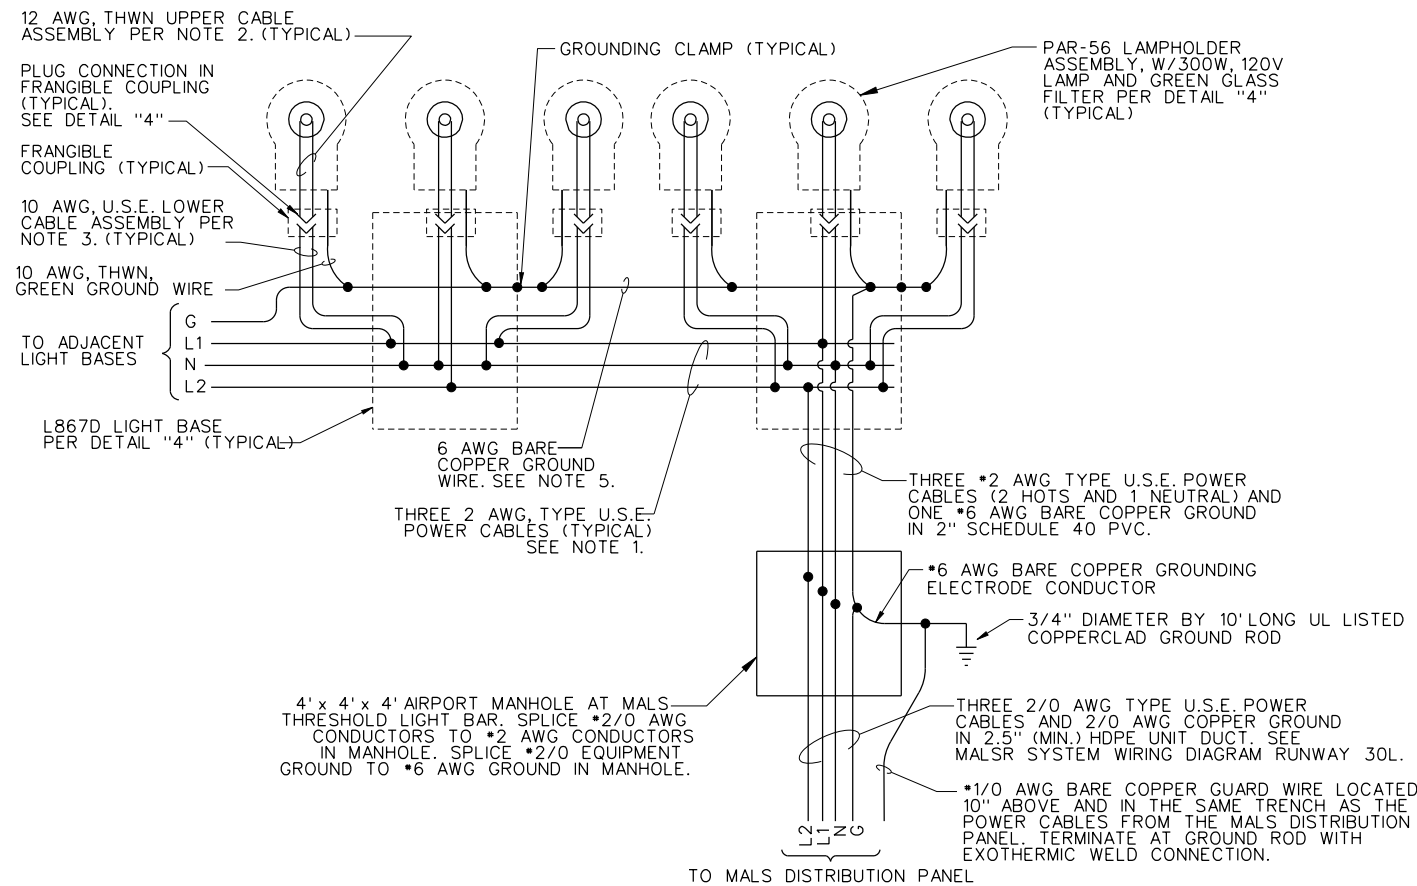 12 AWG, THWN UPPER CABLE
ASSEMBLY PER NOTE 2. (TYPICAL)
GROUNDING CLAMP (TYPICAL)
PAR-56 LAMPHOLDER
ASSEMBLY, W/300W, 120V
LAMP AND GREEN GLASS
FILTER PER DETAIL "4"
(TYPICAL)
PLUG CONNECTION IN
FRANGIBLE COUPLING
(TYPICAL).
SEE DETAIL "4"
FRANGIBLE
COUPLING (TYPICAL)
10 AWG, U.S.E. LOWER
CABLE ASSEMBLY PER
NOTE 3. (TYPICAL)
10 AWG, THWN,
GREEN GROUND WIRE
TO ADJACENT
LIGHT BASES
G
L1
N
L2
L867D LIGHT BASE
PER DETAIL "4" (TYPICAL)
6 AWG BARE
COPPER GROUND
WIRE. SEE NOTE 5.
THREE 2 AWG, TYPE U.S.E.
POWER CABLES (TYPICAL)
SEE NOTE 1.
THREE #2 AWG TYPE U.S.E. POWER
CABLES (2 HOTS AND 1 NEUTRAL) AND
ONE #6 AWG BARE COPPER GROUND
IN 2" SCHEDULE 40 PVC.
#6 AWG BARE COPPER GROUNDING
ELECTRODE CONDUCTOR
3/4" DIAMETER BY 10' LONG UL LISTED
COPPERCLAD GROUND ROD
4' x 4' x 4' AIRPORT MANHOLE AT MALS
THRESHOLD LIGHT BAR. SPLICE #2/0 AWG
CONDUCTORS TO #2 AWG CONDUCTORS
IN MANHOLE. SPLICE #2/0 EQUIPMENT
GROUND TO #6 AWG GROUND IN MANHOLE.
THREE 2/0 AWG TYPE U.S.E. POWER
CABLES AND 2/0 AWG COPPER GROUND
IN 2.5" (MIN.) HDPE UNIT DUCT. SEE
MALSR SYSTEM WIRING DIAGRAM RUNWAY 30L.
#1/0 AWG BARE COPPER GUARD WIRE LOCATED
10" ABOVE AND IN THE SAME TRENCH AS THE
POWER CABLES FROM THE MALS DISTRIBUTION
PANEL. TERMINATE AT GROUND ROD WITH
EXOTHERMIC WELD CONNECTION.
L2
L1
N
G
TO MALS DISTRIBUTION PANEL